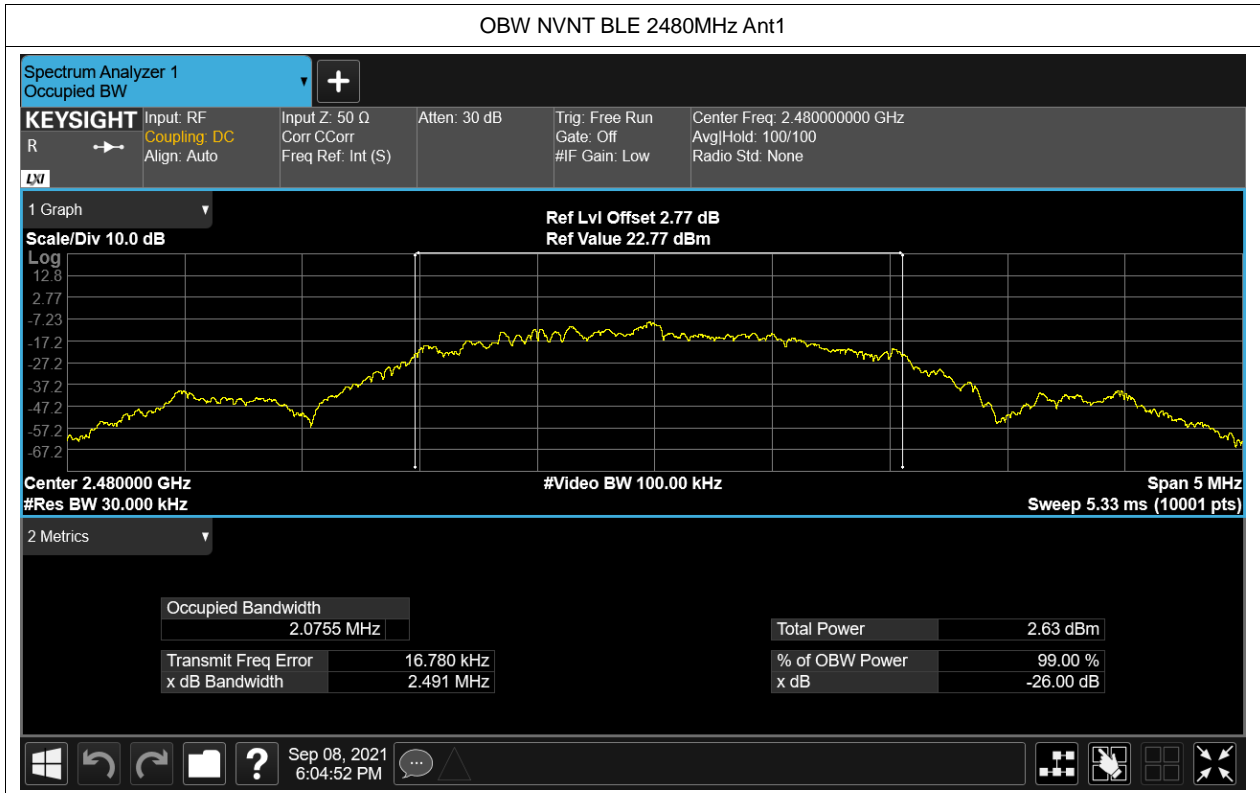 OBW NVNT BLE 2480MHz Ant1
Spectrum Analyzer 1
Occupied BW
KEYSIGHT
R
LXI
Input: RF
Coupling: DC
Align: Auto
Input Z: 50 Ω
Corr CCorr
Freq Ref: Int (S)
Atten: 30 dB
Trig: Free Run
Gate: Off
#IF Gain: Low
Center Freq: 2.480000000 GHz
Avg|Hold: 100/100
Radio Std: None
1 Graph
Scale/Div 10.0 dB
Ref Lvl Offset 2.77 dB
Ref Value 22.77 dBm
Log
12.8
2.77
-7.23
-17.2
-27.2
-37.2
-47.2
-57.2
-67.2
Center 2.480000 GHz
#Res BW 30.000 kHz
#Video BW 100.00 kHz
Span 5 MHz
Sweep 5.33 ms (10001 pts)
2 Metrics
Occupied Bandwidth
2.0755 MHz
Transmit Freq Error 16.780 kHz
x dB Bandwidth 2.491 MHz
Total Power 2.63 dBm
% of OBW Power 99.00 %
x dB -26.00 dB
?
Sep 08, 2021
6:04:52 PM